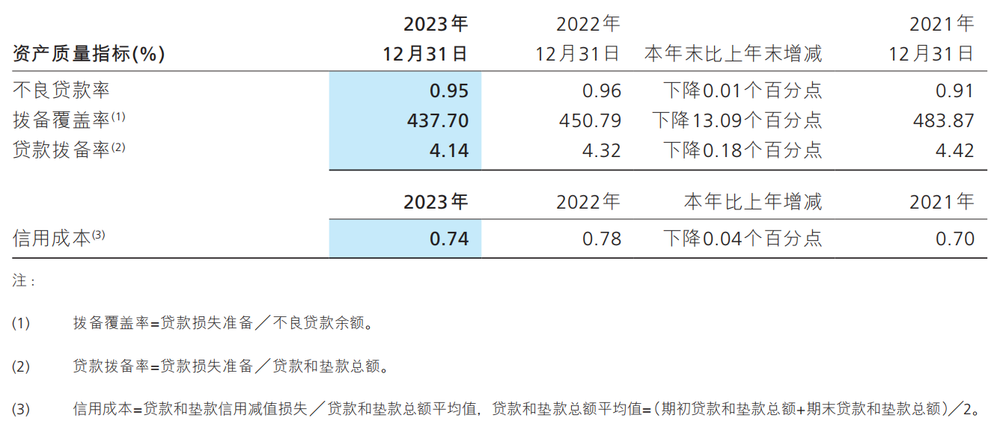 2023年 2022年 2021年
资产质量指标(%) 12月31日 12月31日 本年末比上年末增减 12月31日
不良贷款率 0.95 0.96 下降0.01个百分点 0.91
拨备覆盖率(1) 437.70 450.79 下降13.09个百分点 483.87
贷款拨备率(2) 4.14 4.32 下降0.18个百分点 4.42
2023年 2022年 本年比上年增减 2021年
信用成本(3) 0.74 0.78 下降0.04个百分点 0.70
注：
(1) 拨备覆盖率=贷款损失准备／不良贷款余额。
(2) 贷款拨备率=贷款损失准备／贷款和垫款总额。
(3) 信用成本=贷款和垫款信用减值损失／贷款和垫款总额平均值，贷款和垫款总额平均值=（期初贷款和垫款总额+期末贷款和垫款总额）／2。